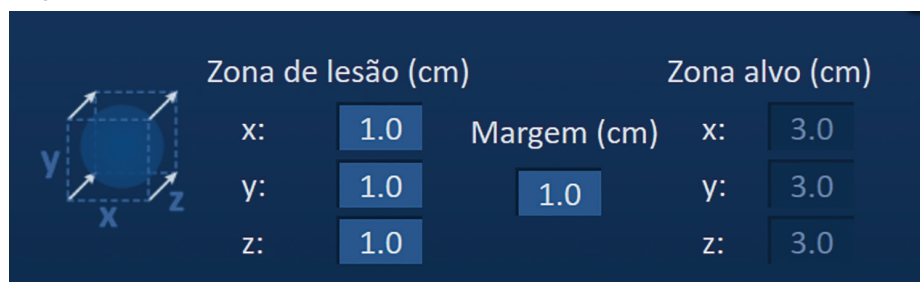 Zona de lesão (cm) Zona alvo (cm)
x: 1.0 Margem (cm) x: 3.0
y y: 1.0 1.0 y: 3.0
x z z: 1.0 z: 3.0